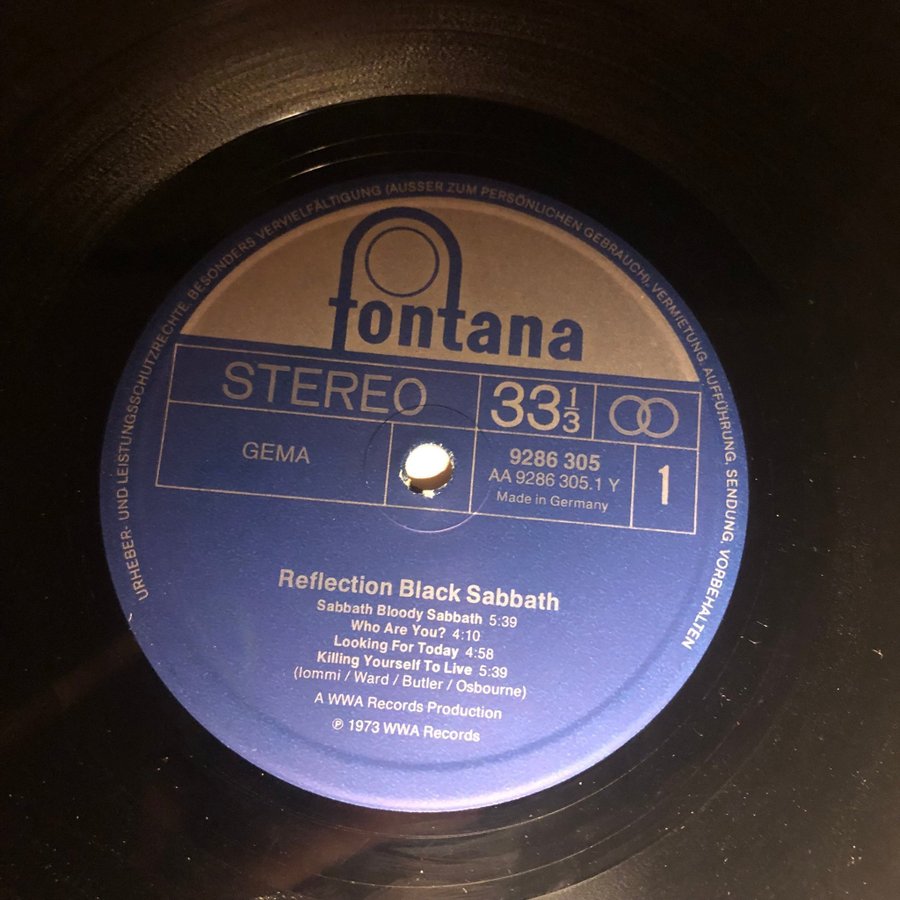 URHEBER- UND LEISTUNGSSCHUTZRECHTE, BESONDERS VERVIELFÄLTIGUNG (AUSSER ZUM PERSÖNLICHEN GEBRAUCH), VERMIETUNG, AUFFÜHRUNG, SENDUNG, VORBEHALTEN
fontana
STEREO
33 1/3
GEMA
9286 305
AA 9286 305.1 Y
Made in Germany
1
Reflection Black Sabbath
Sabbath Bloody Sabbath 5:39
Who Are You? 4:10
Looking For Today 4:58
Killing Yourself To Live 5:39
(Iommi / Ward / Butler / Osbourne)
A WWA Records Production
℗ 1973 WWA Records